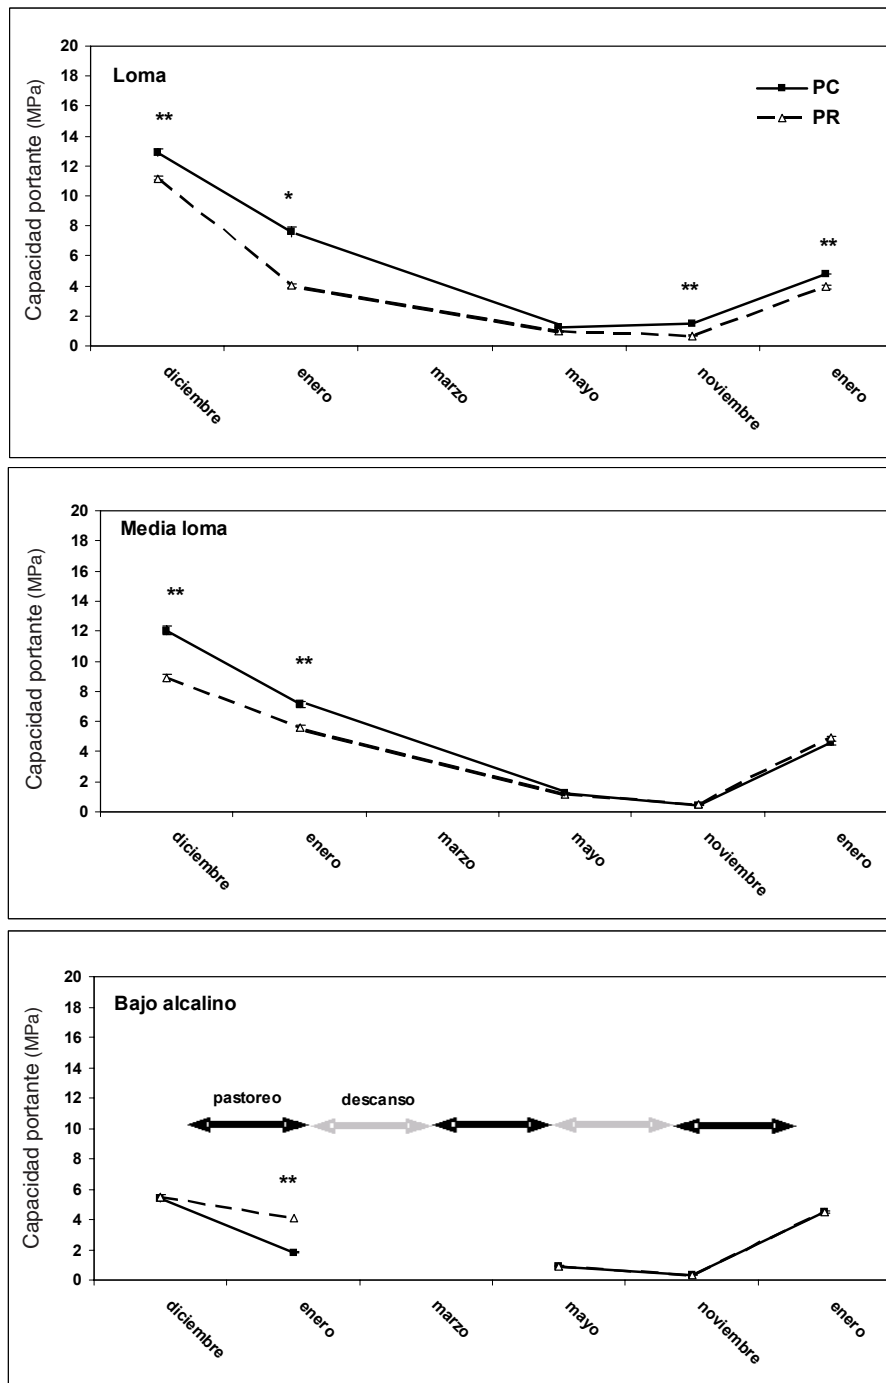 Capacidad portante (MPa)
20
18
16
14
12
10
8
6
4
2
0
Loma
PC
PR
**
*
**
**
diciembre
enero
marzo
mayo
noviembre
enero
Capacidad portante (MPa)
20
18
16
14
12
10
8
6
4
2
0
Media loma
**
**
diciembre
enero
marzo
mayo
noviembre
enero
Capacidad portante (MPa)
20
18
16
14
12
10
8
6
4
2
0
Bajo alcalino
pastoreo
descanso
**
diciembre
enero
marzo
mayo
noviembre
enero